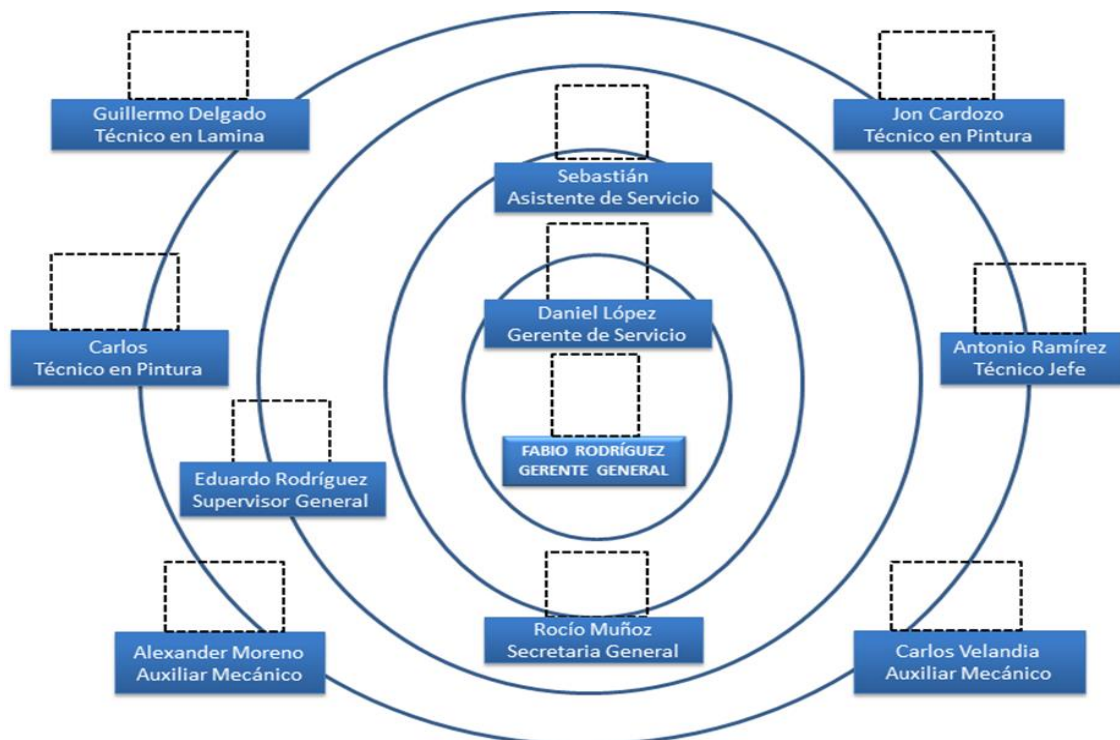 Guillermo Delgado
Técnico en Lamina
Jon Cardozo
Técnico en Pintura
Sebastián
Asistente de Servicio
Daniel López
Gerente de Servicio
Carlos
Técnico en Pintura
Antonio Ramírez
Técnico Jefe
FABIO RODRÍGUEZ
GERENTE GENERAL
Eduardo Rodríguez
Supervisor General
Rocío Muñoz
Secretaria General
Alexander Moreno
Auxiliar Mecánico
Carlos Velandia
Auxiliar Mecánico